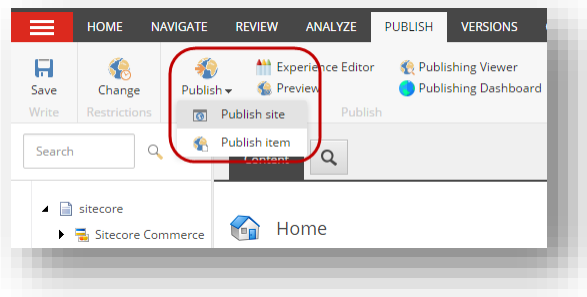 HOME NAVIGATE REVIEW ANALYZE PUBLISH VERSIONS
Save Change Publish Experience Editor Publishing Viewer
Preview Publishing Dashboard
Write Restrictions Publish
Publish site
Search Publish item
Content
sitecore
Sitecore Commerce
Home